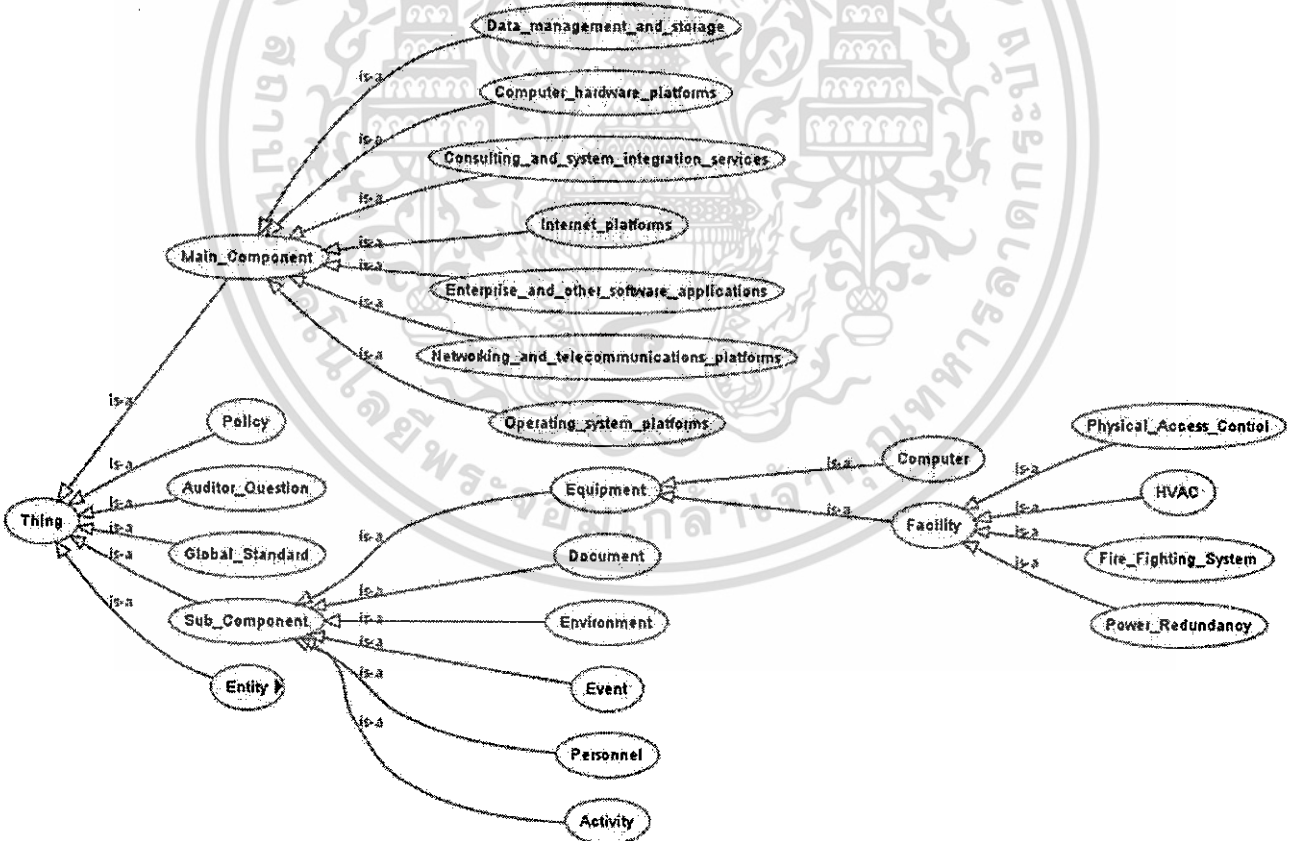 Data_management_and_storage
is-a
Computer_hardware_platforms
is-a
Consulting_and_system_integration_services
is-a
Internet_platforms
is-a
Main_Component
is-a
Enterprise_and_other_software_applications
is-a
Networking_and_telecommunications_platforms
is-a
Operating_system_platforms
is-a
Policy
is-a
Auditor_Question
is-a
Thing
Global_Standard
is-a
Sub_Component
is-a
Entity
is-a
Equipment
is-a
Document
is-a
Environment
is-a
Event
is-a
Personnel
is-a
Activity
is-a
Computer
is-a
Facility
is-a
Physical_Access_Control
is-a
HVAC
is-a
Fire_Fighting_System
is-a
Power_Redundancy
is-a